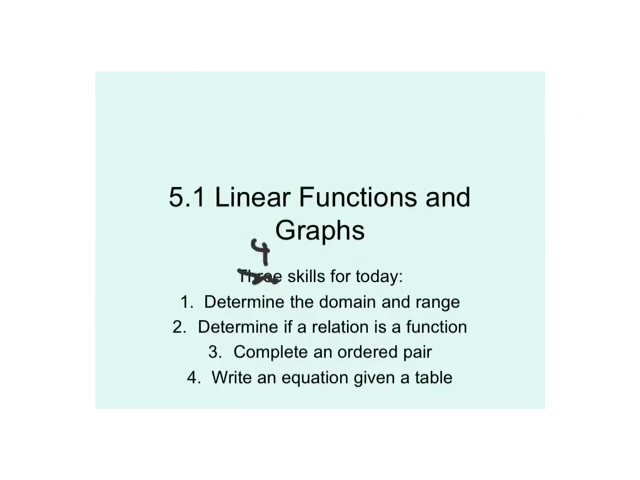 5.1 Linear Functions and
Graphs
4
Three skills for today:
1. Determine the domain and range
2. Determine if a relation is a function
3. Complete an ordered pair
4. Write an equation given a table